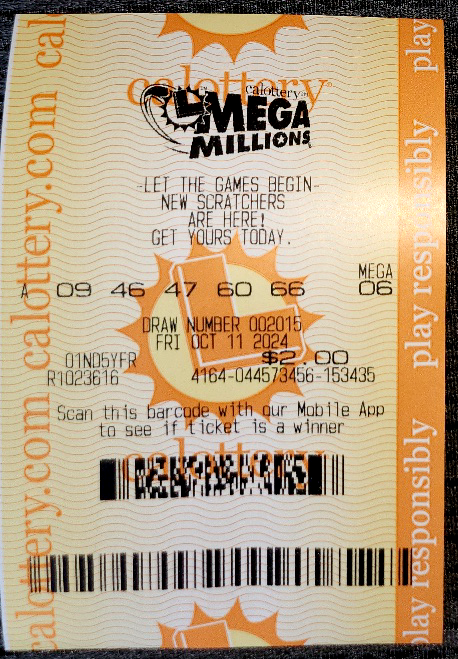 calottery
calottery
MEGA
MILLIONS
-LET THE GAMES BEGIN-
NEW SCRATCHERS
ARE HERE!
GET YOURS TODAY.
MEGA
A 09 46 47 60 66 06
DRAW NUMBER 002015
FRI OCT 11 2024
01ND5YFR $2.00
R1023616 4164-044573456-153435
Scan this barcode with our Mobile App
to see if ticket is a winner
calottery
calottery.com calottery.com cal
play responsibly play responsibly play